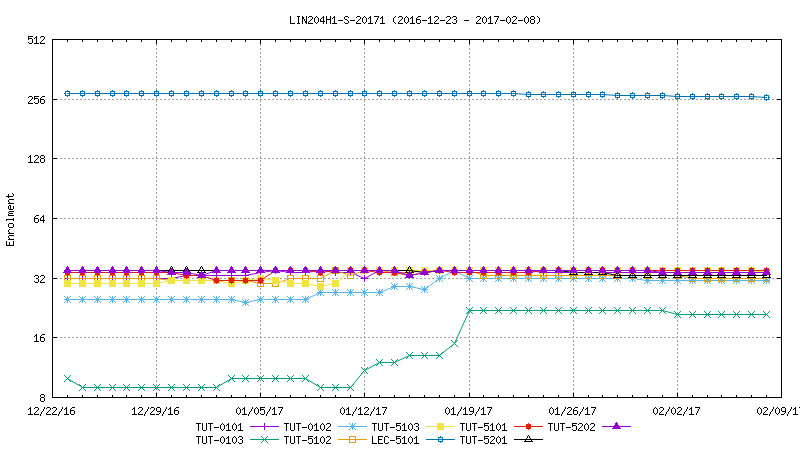 LIN204H1-S-20171 (2016-12-23 - 2017-02-08)
512
256
128
64
32
16
8
Enrolment
12/22/16 12/29/16 01/05/17 01/12/17 01/19/17 01/26/17 02/02/17 02/09/1
TUT-0101 TUT-0102 TUT-5103 TUT-5101 TUT-5202
TUT-0103 TUT-5102 LEC-5101 TUT-5201